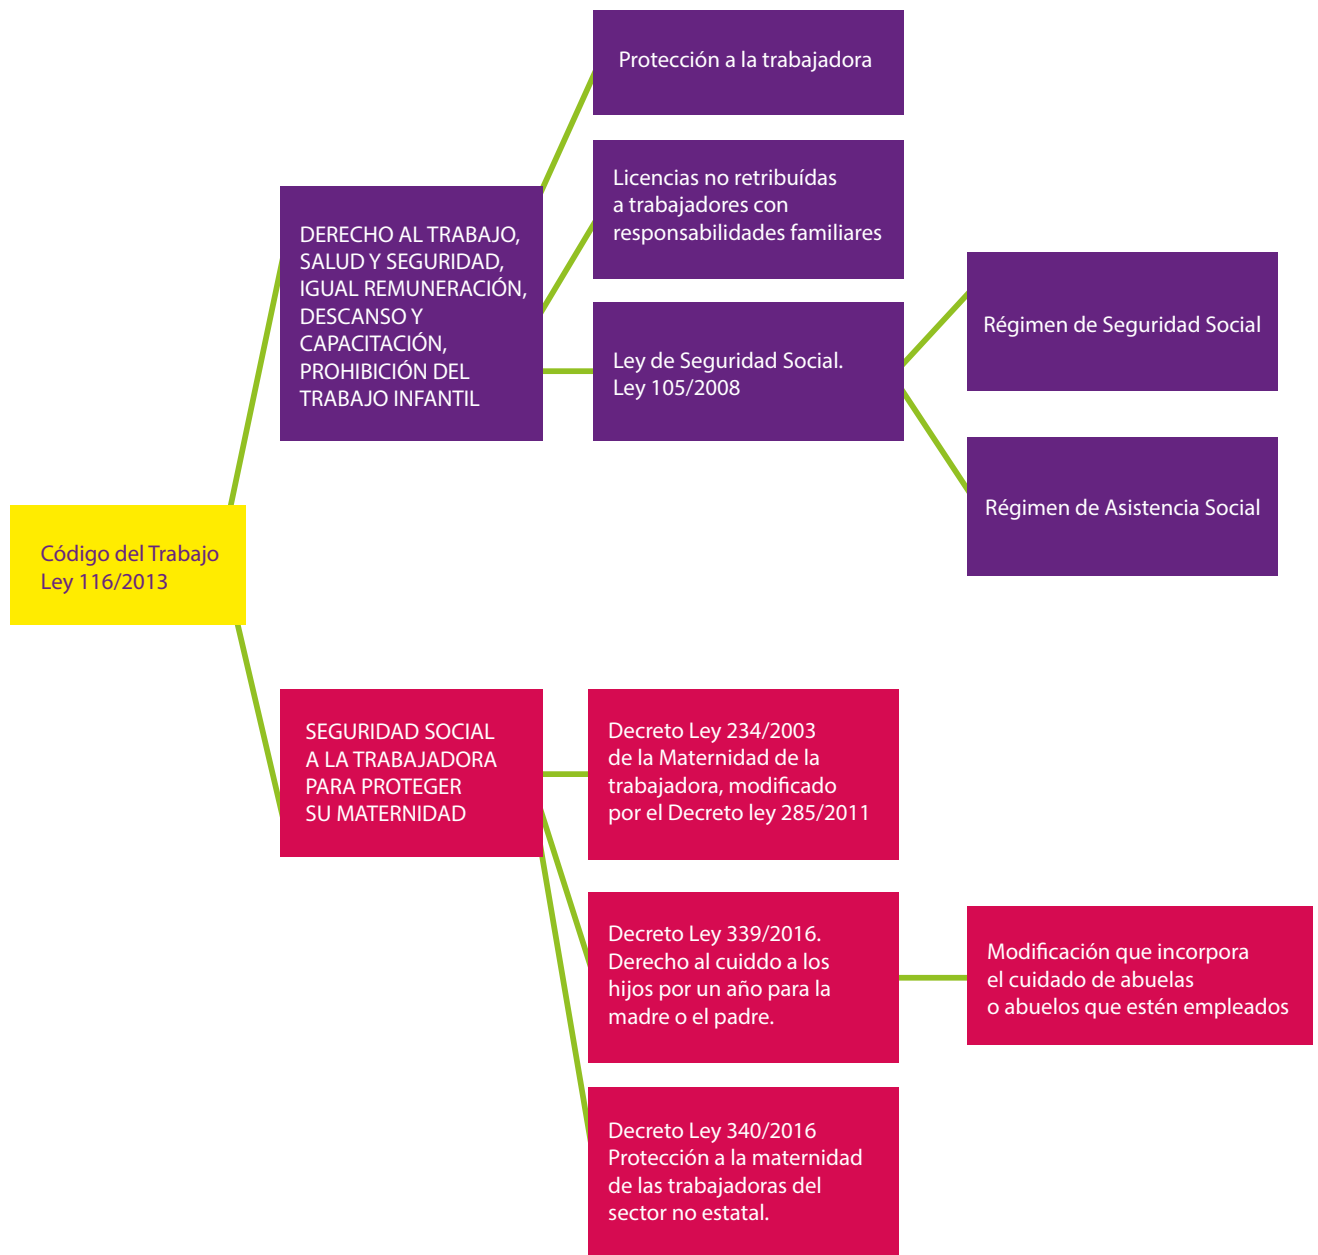 Protección a la trabajadora
Licencias no retribuídas
a trabajadores con
responsabilidades familiares
DERECHO AL TRABAJO,
SALUD Y SEGURIDAD,
IGUAL REMUNERACIÓN,
DESCANSO Y
CAPACITACIÓN,
PROHIBICIÓN DEL
TRABAJO INFANTIL
Ley de Seguridad Social.
Ley 105/2008
Régimen de Seguridad Social
Régimen de Asistencia Social
Código del Trabajo
Ley 116/2013
SEGURIDAD SOCIAL
A LA TRABAJADORA
PARA PROTEGER
SU MATERNIDAD
Decreto Ley 234/2003
de la Maternidad de la
trabajadora, modificado
por el Decreto ley 285/2011
Decreto Ley 339/2016.
Derecho al cuiddo a los
hijos por un año para la
madre o el padre.
Modificación que incorpora
el cuidado de abuelas
o abuelos que estén empleados
Decreto Ley 340/2016
Protección a la maternidad
de las trabajadoras del
sector no estatal.